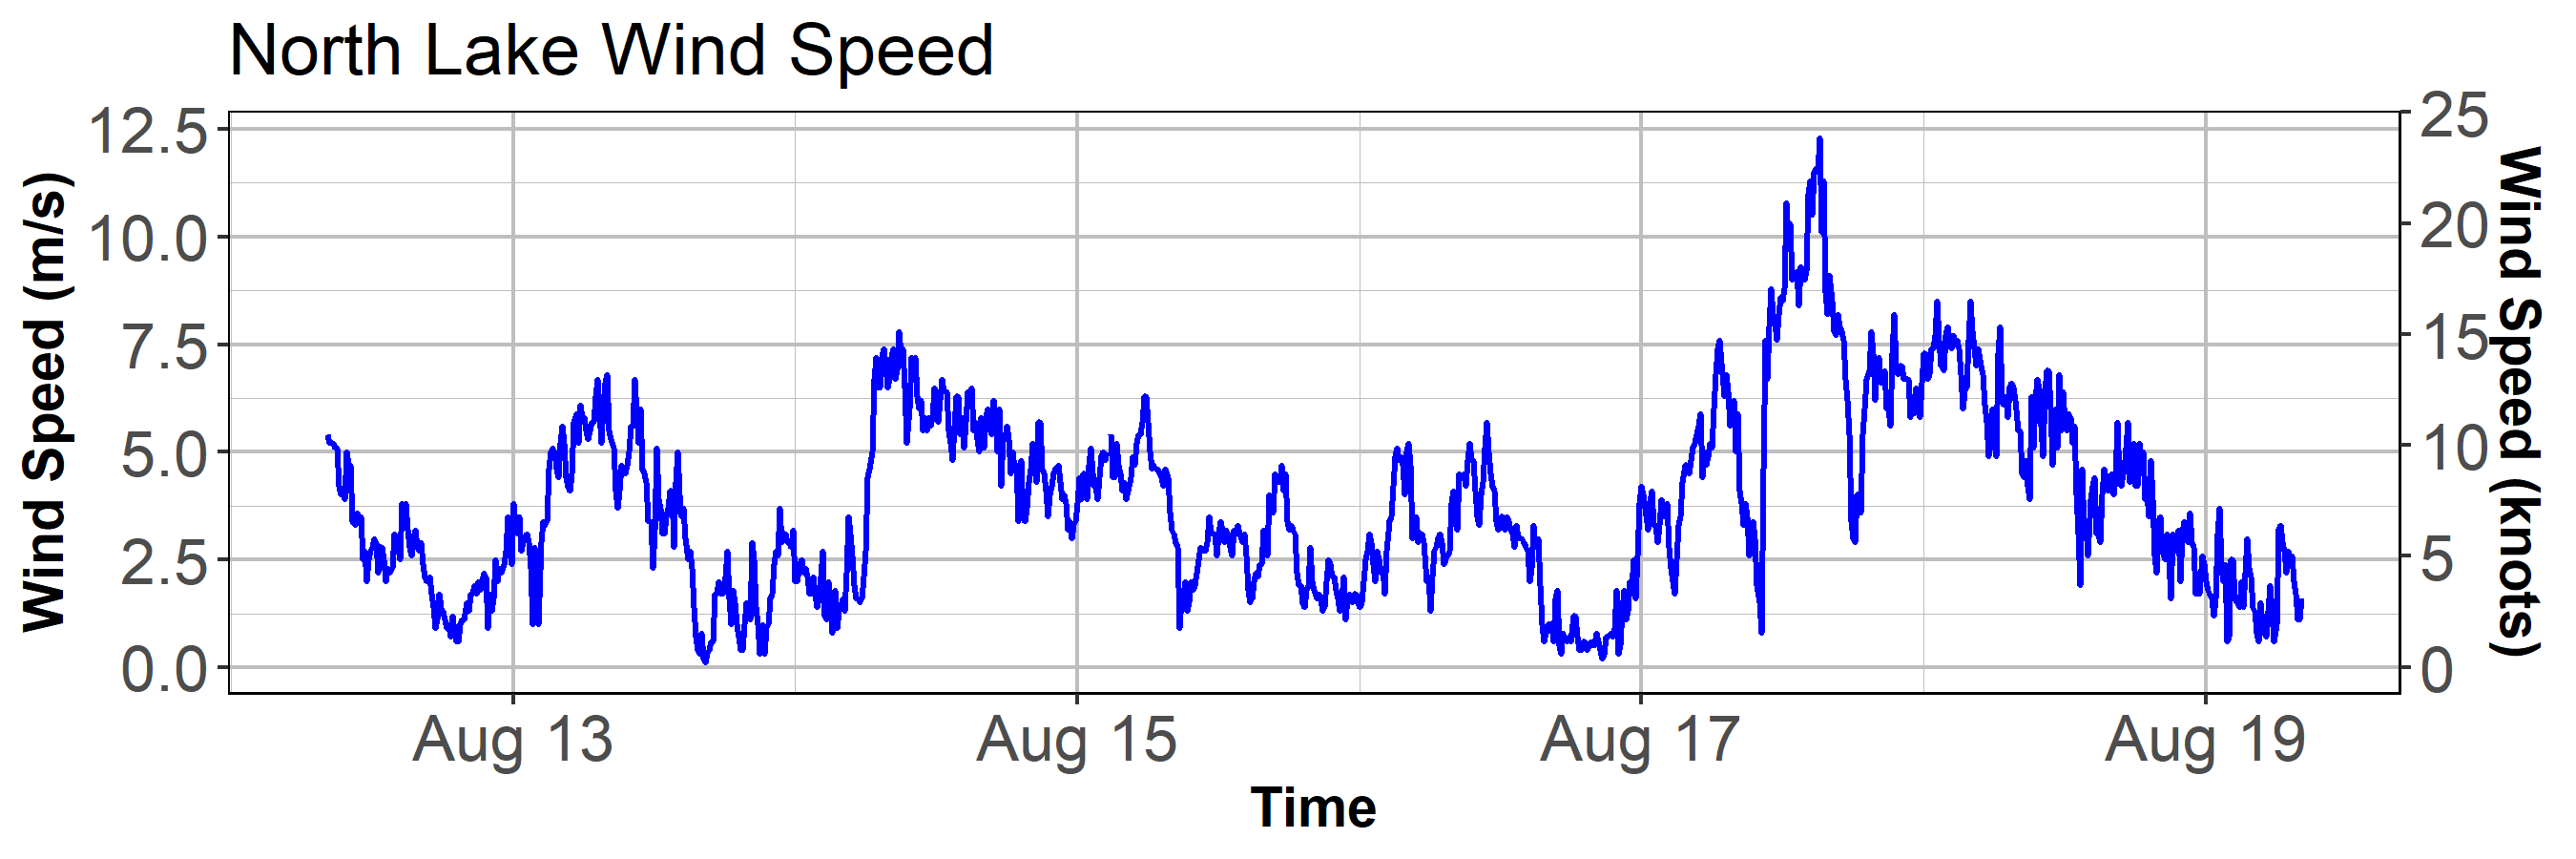 North Lake Wind Speed
Wind Speed (m/s)
12.5
10.0
7.5
5.0
2.5
0.0
25
20
15
10
5
0
Wind Speed (knots)
Aug 13
Aug 15
Aug 17
Aug 19
Time